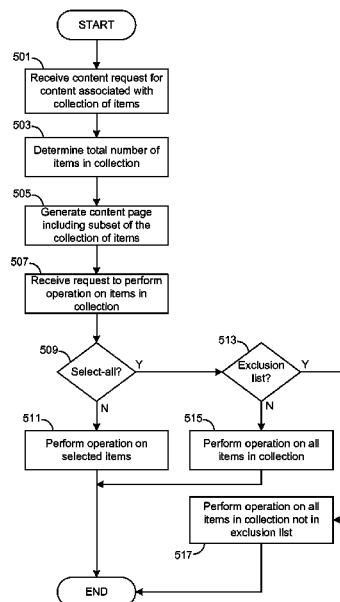 START
501
Receive content request for
content associated with
collection of items
503
Determine total number of
items in collection
505
Generate content page
including subset of the
collection of items
507
Receive request to perform
operation on items in
collection
509
Select-all?
Y
N
513
Exclusion
list?
Y
N
511
Perform operation on
selected items
515
Perform operation on all
items in collection
Perform operation on all
items in collection not in
exclusion list
517
END